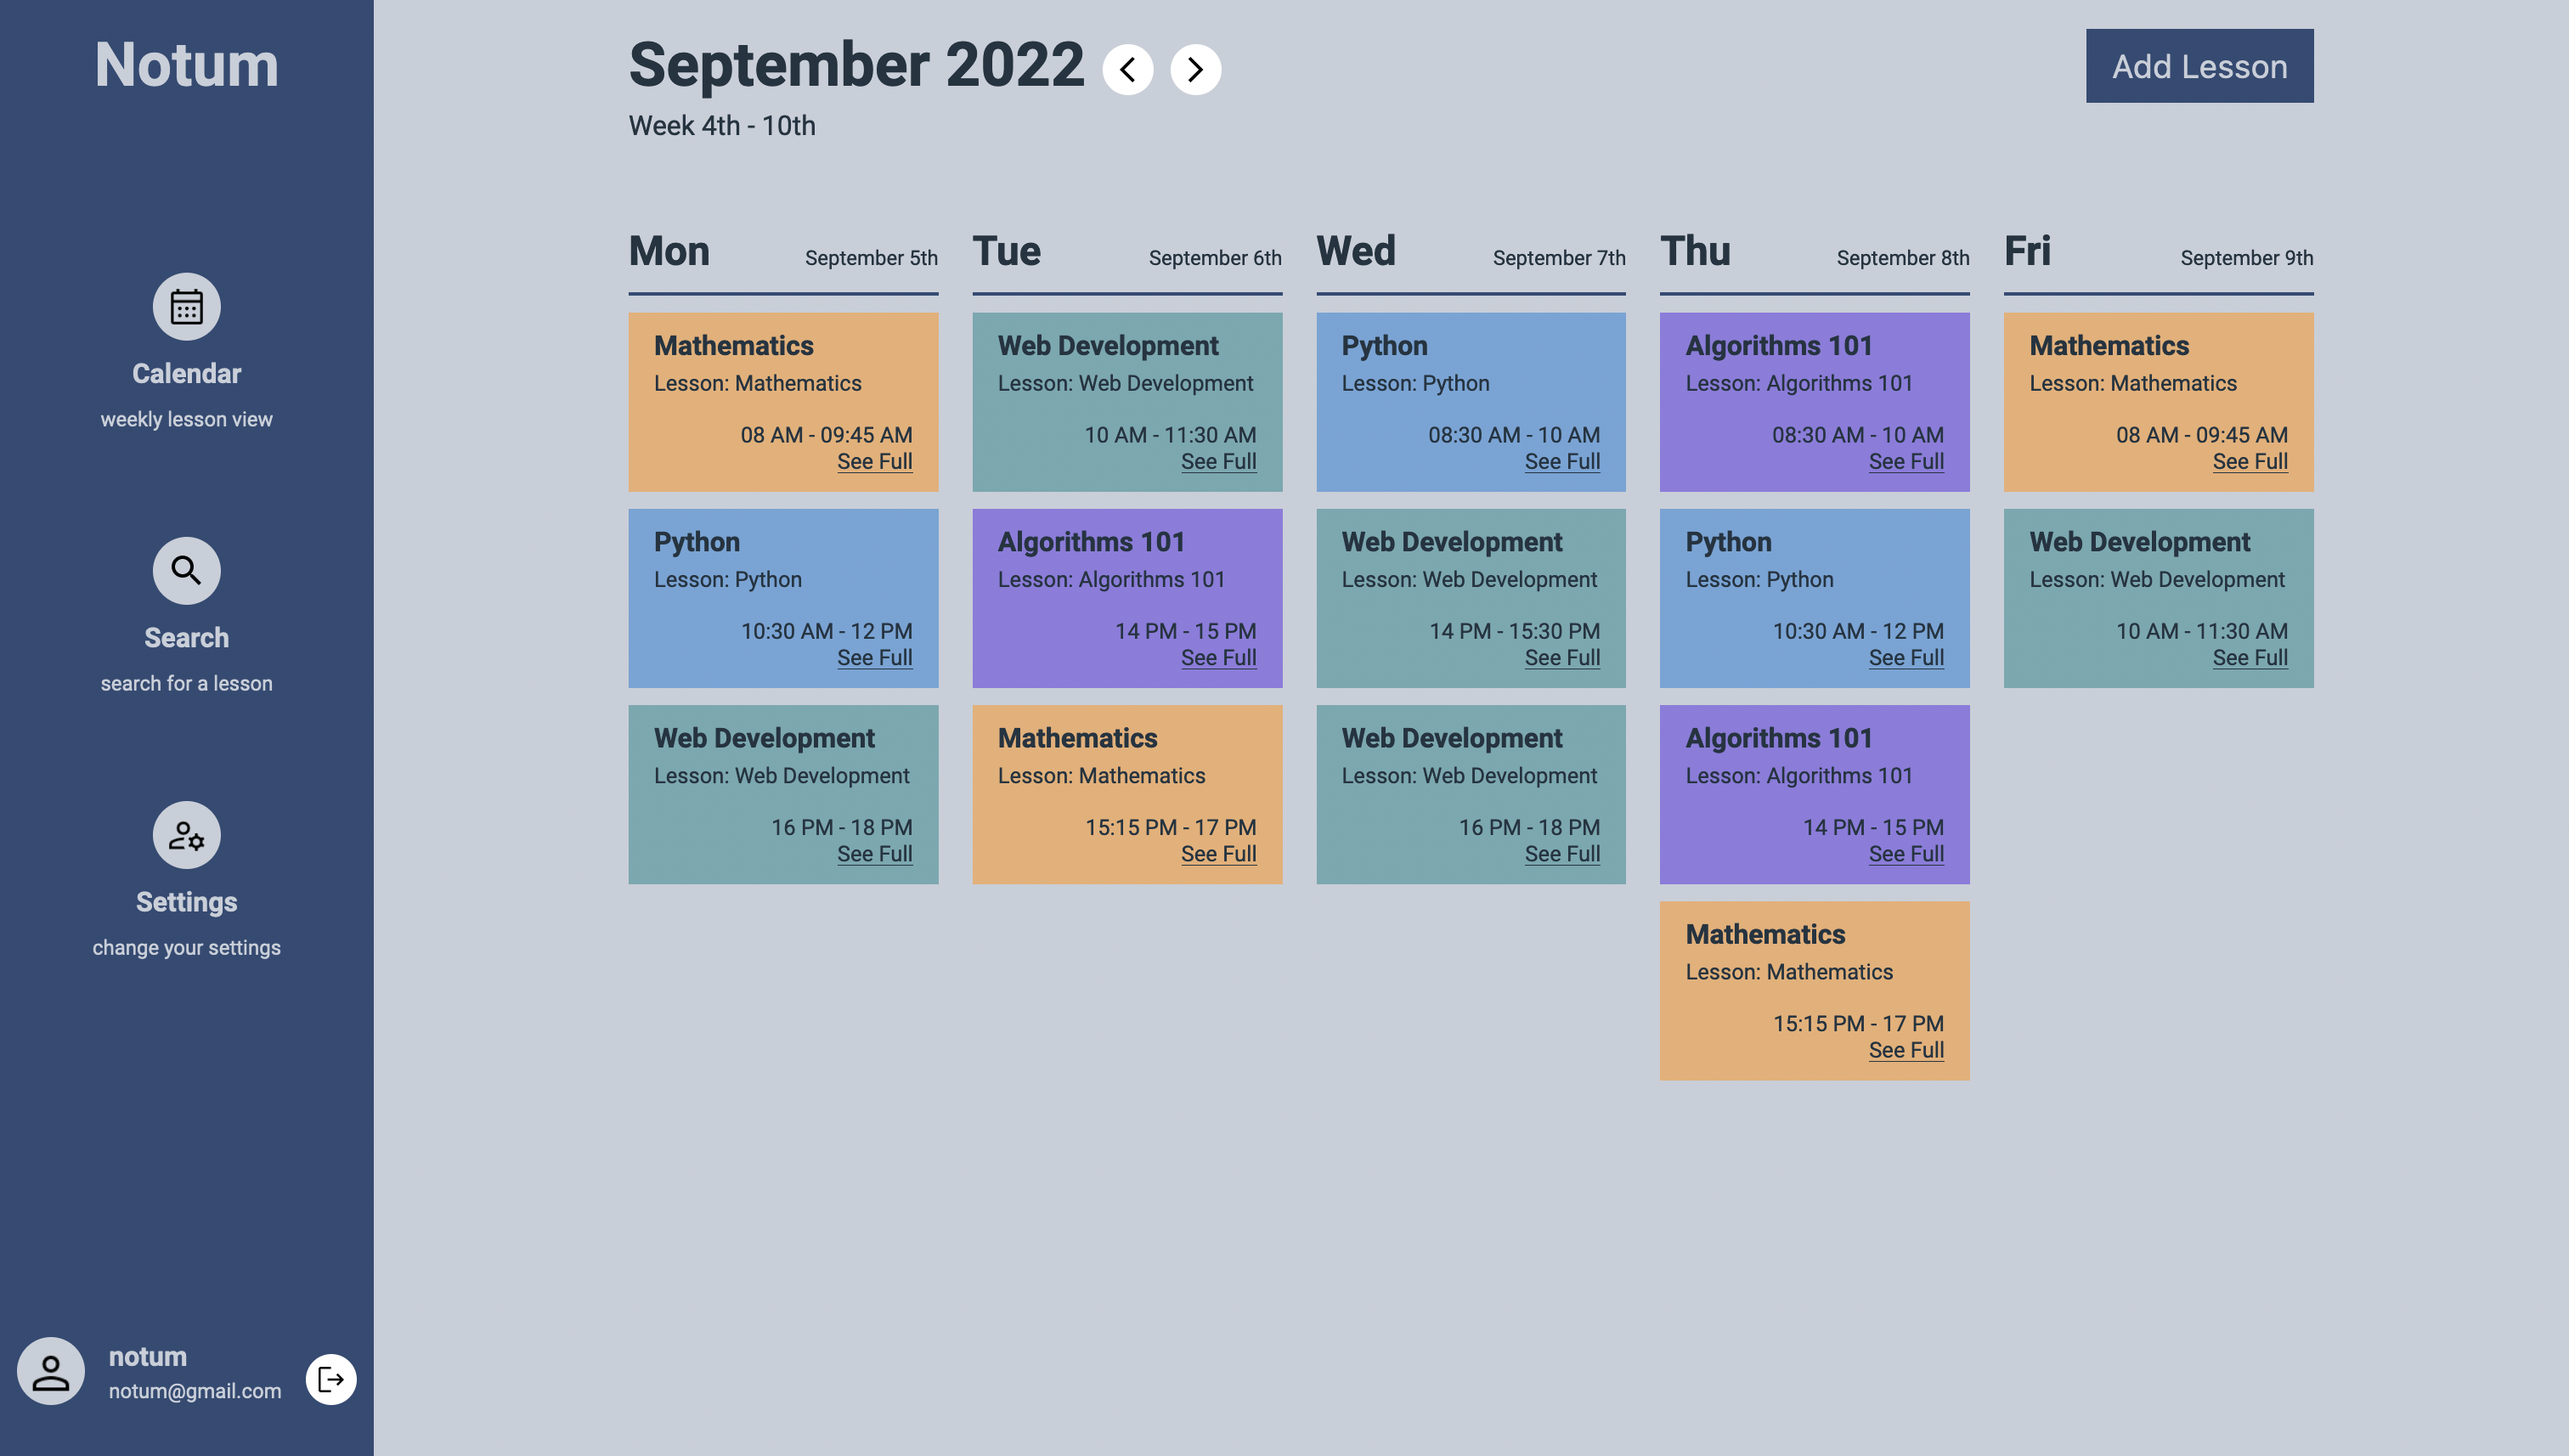 Notum
Calendar
weekly lesson view
Search
search for a lesson
Settings
change your settings
notum
notum@gmail.com
September 2022
Week 4th - 10th
Add Lesson
Mon September 5th
Mathematics
Lesson: Mathematics
08 AM - 09:45 AM
See Full
Python
Lesson: Python
10:30 AM - 12 PM
See Full
Web Development
Lesson: Web Development
16 PM - 18 PM
See Full
Tue September 6th
Web Development
Lesson: Web Development
10 AM - 11:30 AM
See Full
Algorithms 101
Lesson: Algorithms 101
14 PM - 15 PM
See Full
Mathematics
Lesson: Mathematics
15:15 PM - 17 PM
See Full
Wed September 7th
Python
Lesson: Python
08:30 AM - 10 AM
See Full
Web Development
Lesson: Web Development
14 PM - 15:30 PM
See Full
Web Development
Lesson: Web Development
16 PM - 18 PM
See Full
Thu September 8th
Algorithms 101
Lesson: Algorithms 101
08:30 AM - 10 AM
See Full
Python
Lesson: Python
10:30 AM - 12 PM
See Full
Algorithms 101
Lesson: Algorithms 101
14 PM - 15 PM
See Full
Mathematics
Lesson: Mathematics
15:15 PM - 17 PM
See Full
Fri September 9th
Mathematics
Lesson: Mathematics
08 AM - 09:45 AM
See Full
Web Development
Lesson: Web Development
10 AM - 11:30 AM
See Full